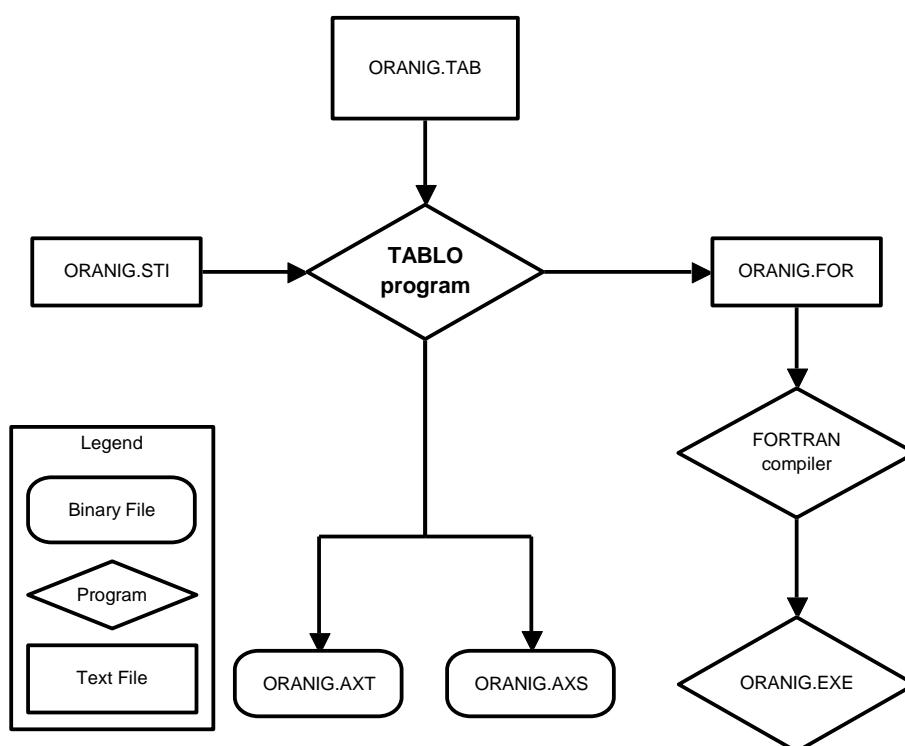 ORANIG.TAB
ORANIG.STI
TABLO
program
ORANIG.FOR
FORTRAN
compiler
Legend
Binary File
Program
Text File
ORANIG.AXT
ORANIG.AXS
ORANIG.EXE